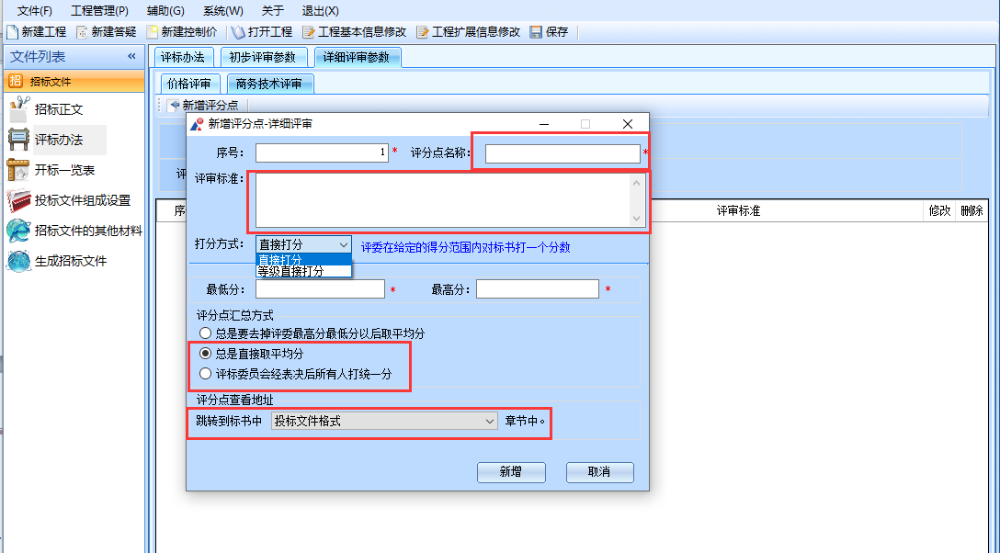 文件(F) 工程管理(P) 辅助(G) 系统(W) 关于 退出(X)
新建工程 新建答疑 新建控制价 打开工程 工程基本信息修改 工程扩展信息修改 保存
文件列表 «
招 招标文件
招标正文
评标办法
开标一览表
投标文件组成设置
招标文件的其他材料
生成招标文件
评标办法 初步评审参数 详细评审参数
价格评审 商务技术评审
新增评分点
评
序
评审标准 修改 删除
新增评分点-详细评审
序号: 1 * 评分点名称: *
评审标准:
打分方式: 直接打分 评委在给定的得分范围内对标书打一个分数
直接打分
等级直接打分
最低分: * 最高分: *
评分点汇总方式
总是要去掉评委最高分最低分以后取平均分
总是直接取平均分
评标委员会经表决后所有人打统一分
评分点查看地址
跳转到标书中 投标文件格式 章节中。
新增 取消